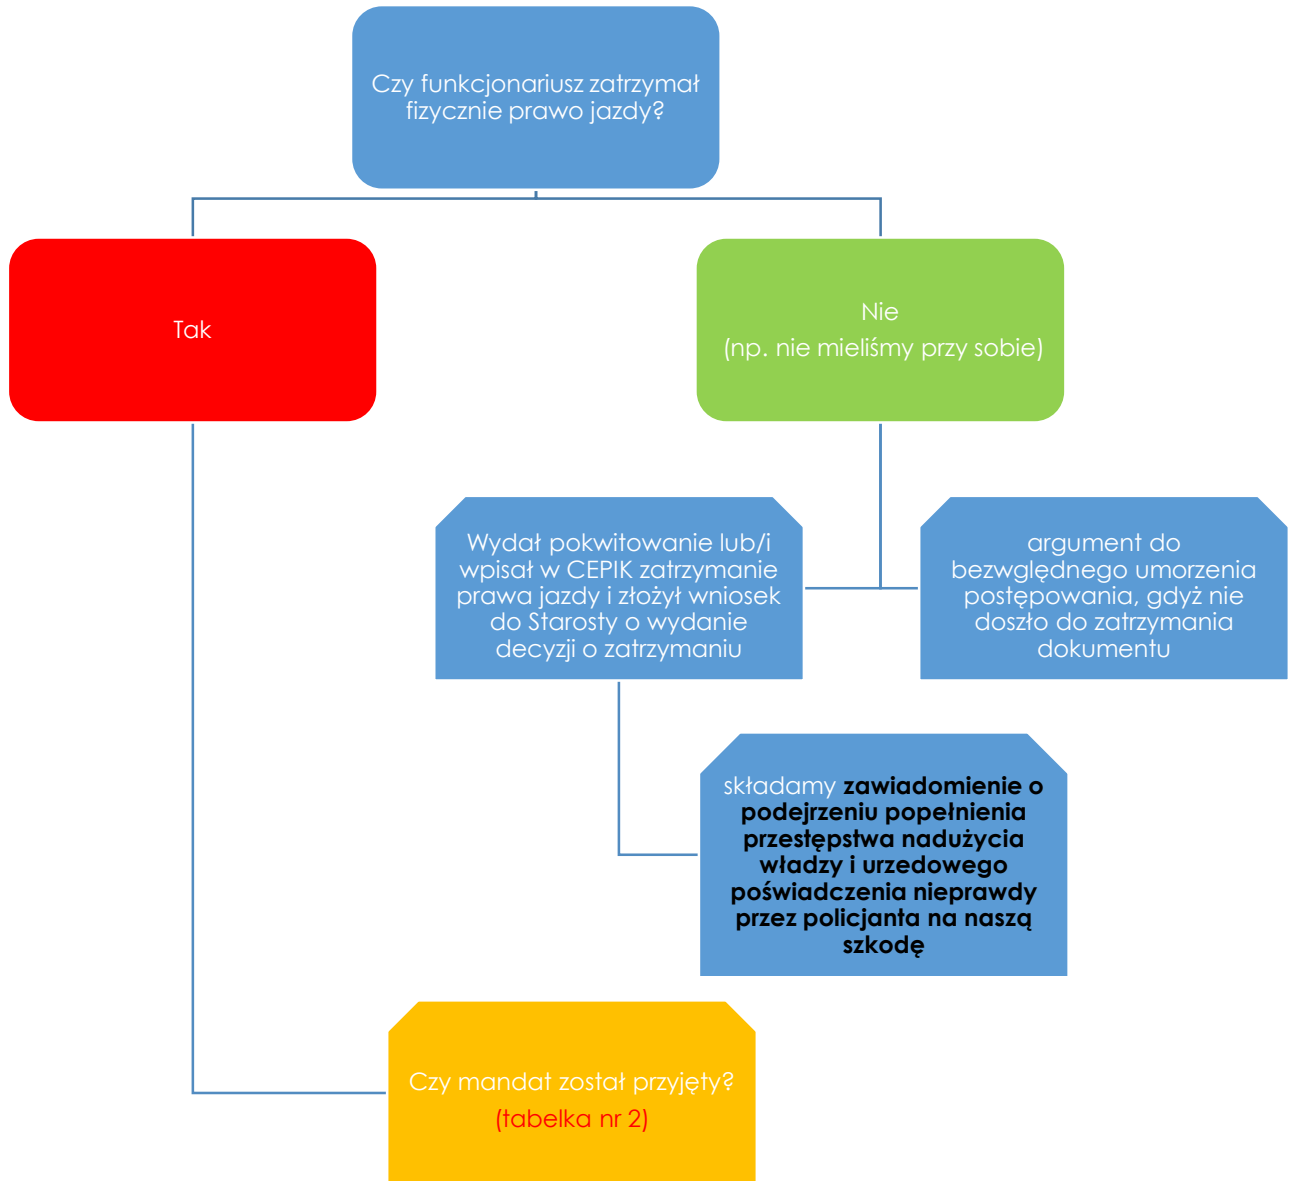 Czy funkcjonariusz zatrzymał
fizycznie prawo jazdy?
Tak
Nie
(np. nie mieliśmy przy sobie)
Wydał pokwitowanie lub/i
wpisał w CEPIK zatrzymanie
prawa jazdy i złożył wniosek
do Starosty o wydanie
decyzji o zatrzymaniu
argument do
bezwględnego umorzenia
postępowania, gdyż nie
doszło do zatrzymania
dokumentu
składamy zawiadomienie o
podejrzeniu popełnienia
przestępstwa nadużycia
władzy i urzedowego
poświadczenia nieprawdy
przez policjanta na naszą
szkodę
Czy mandat został przyjęty?
(tabelka nr 2)